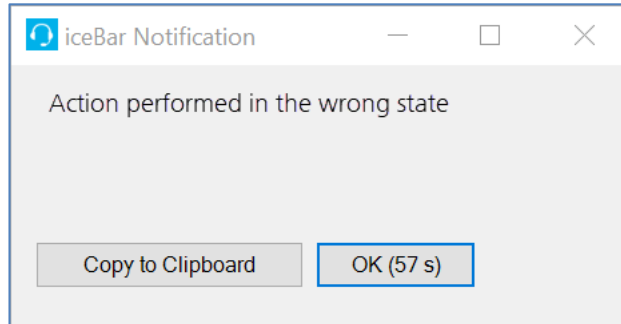 iceBar Notification
Action performed in the wrong state
Copy to Clipboard
OK (57 s)